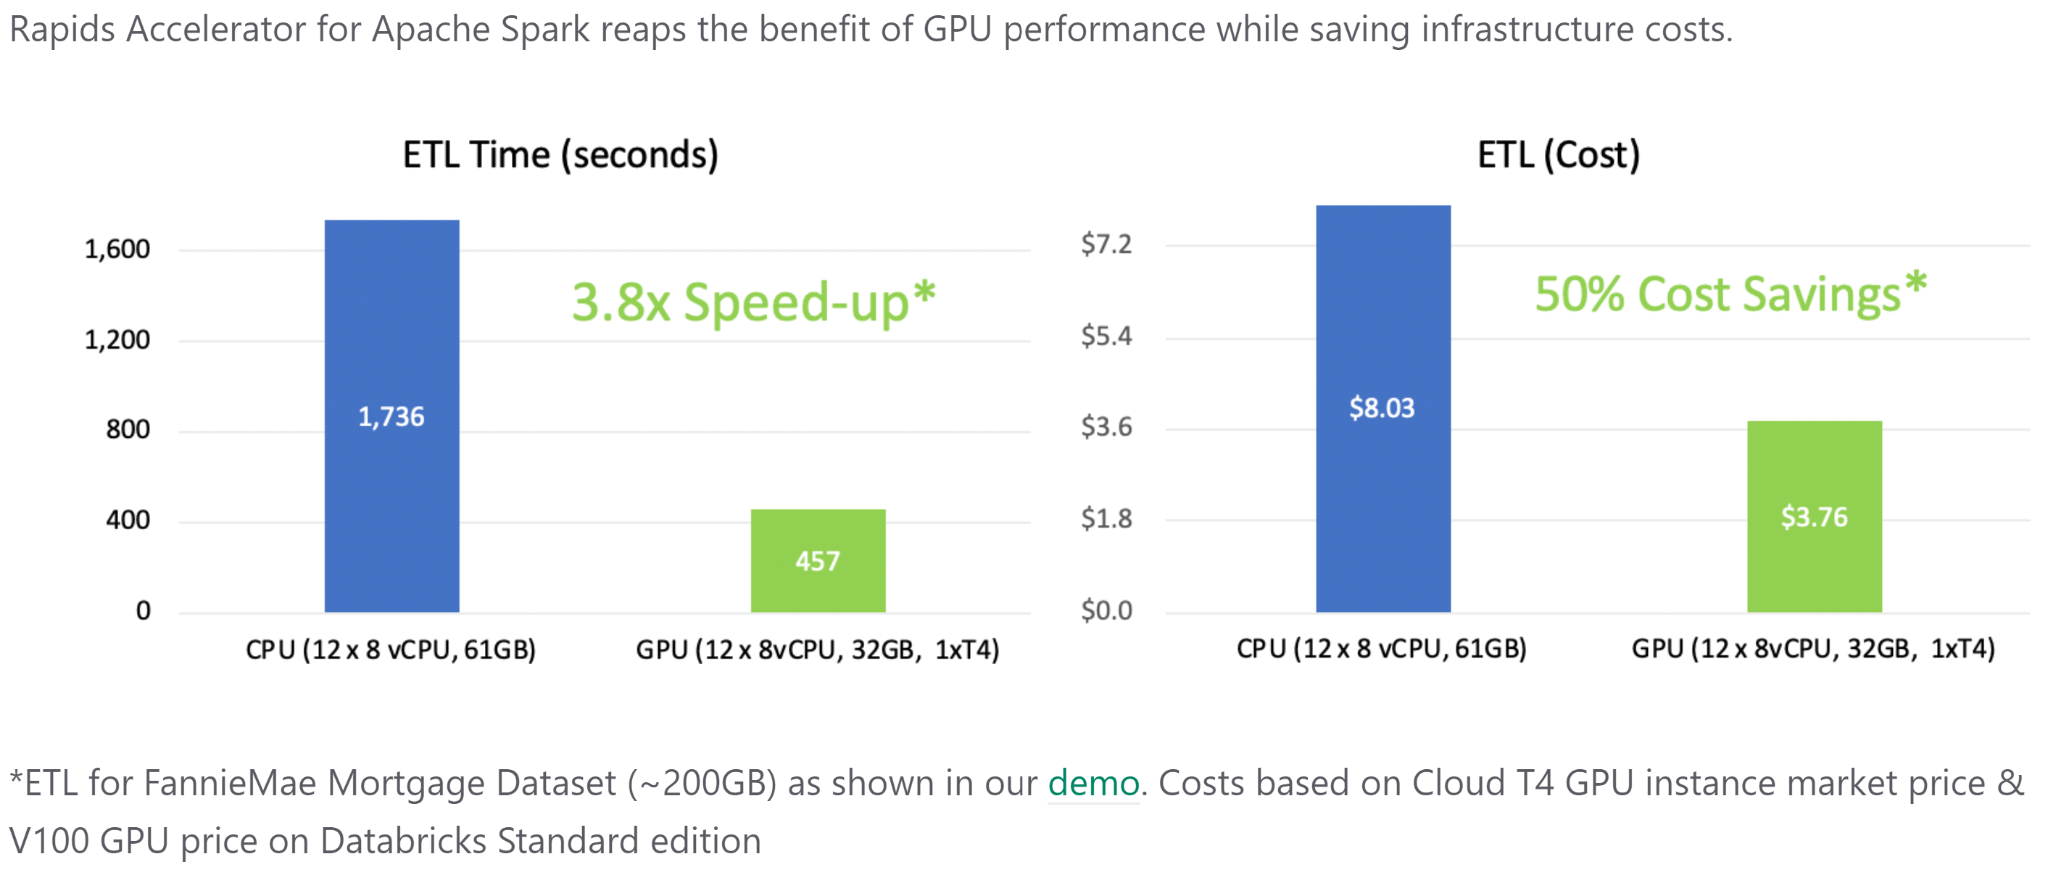 Rapids Accelerator for Apache Spark reaps the benefit of GPU performance while saving infrastructure costs.
ETL Time (seconds)
1,600
1,200
800
400
0
3.8x Speed-up*
1,736
457
CPU (12 x 8 vCPU, 61GB)
GPU (12 x 8vCPU, 32GB, 1xT4)
ETL (Cost)
$7.2
$5.4
$3.6
$1.8
$0.0
50% Cost Savings*
$8.03
$3.76
CPU (12 x 8 vCPU, 61GB)
GPU (12 x 8vCPU, 32GB, 1xT4)
*ETL for FannieMae Mortgage Dataset (~200GB) as shown in our demo. Costs based on Cloud T4 GPU instance market price &
V100 GPU price on Databricks Standard edition